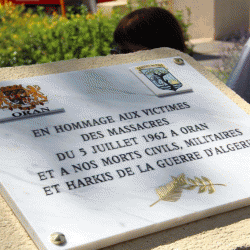 ORAN
EN HOMMAGE AUX VICTIMES
DES MASSACRES
DU 5 JUILLET 1962 A ORAN
ET A NOS MORTS CIVILS, MILITAIRES
ET HARKIS DE LA GUERRE D'ALGERIE